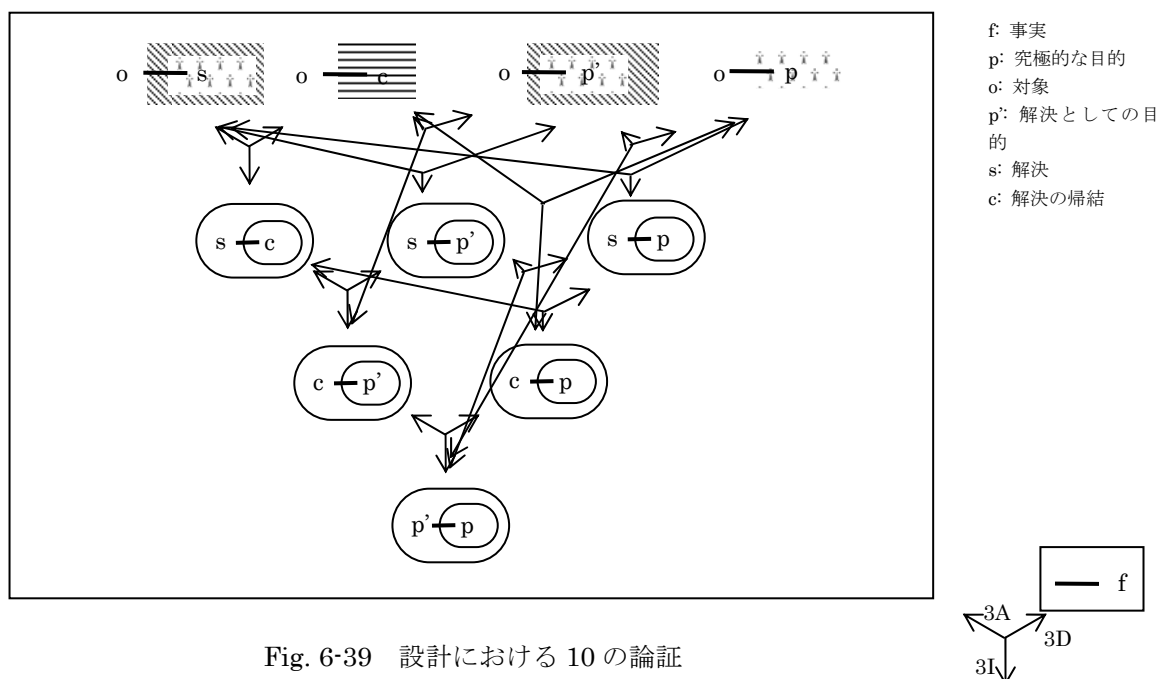 o s o c o p’ o p
s c s p’ s p
c p’ c p
p’ p
f: 事実
p: 究極的な目的
o: 対象
p’: 解決としての目
的
s: 解決
c: 解決の帰結
f
3A
3D
3I
Fig. 6-39 設計における 10 の論証